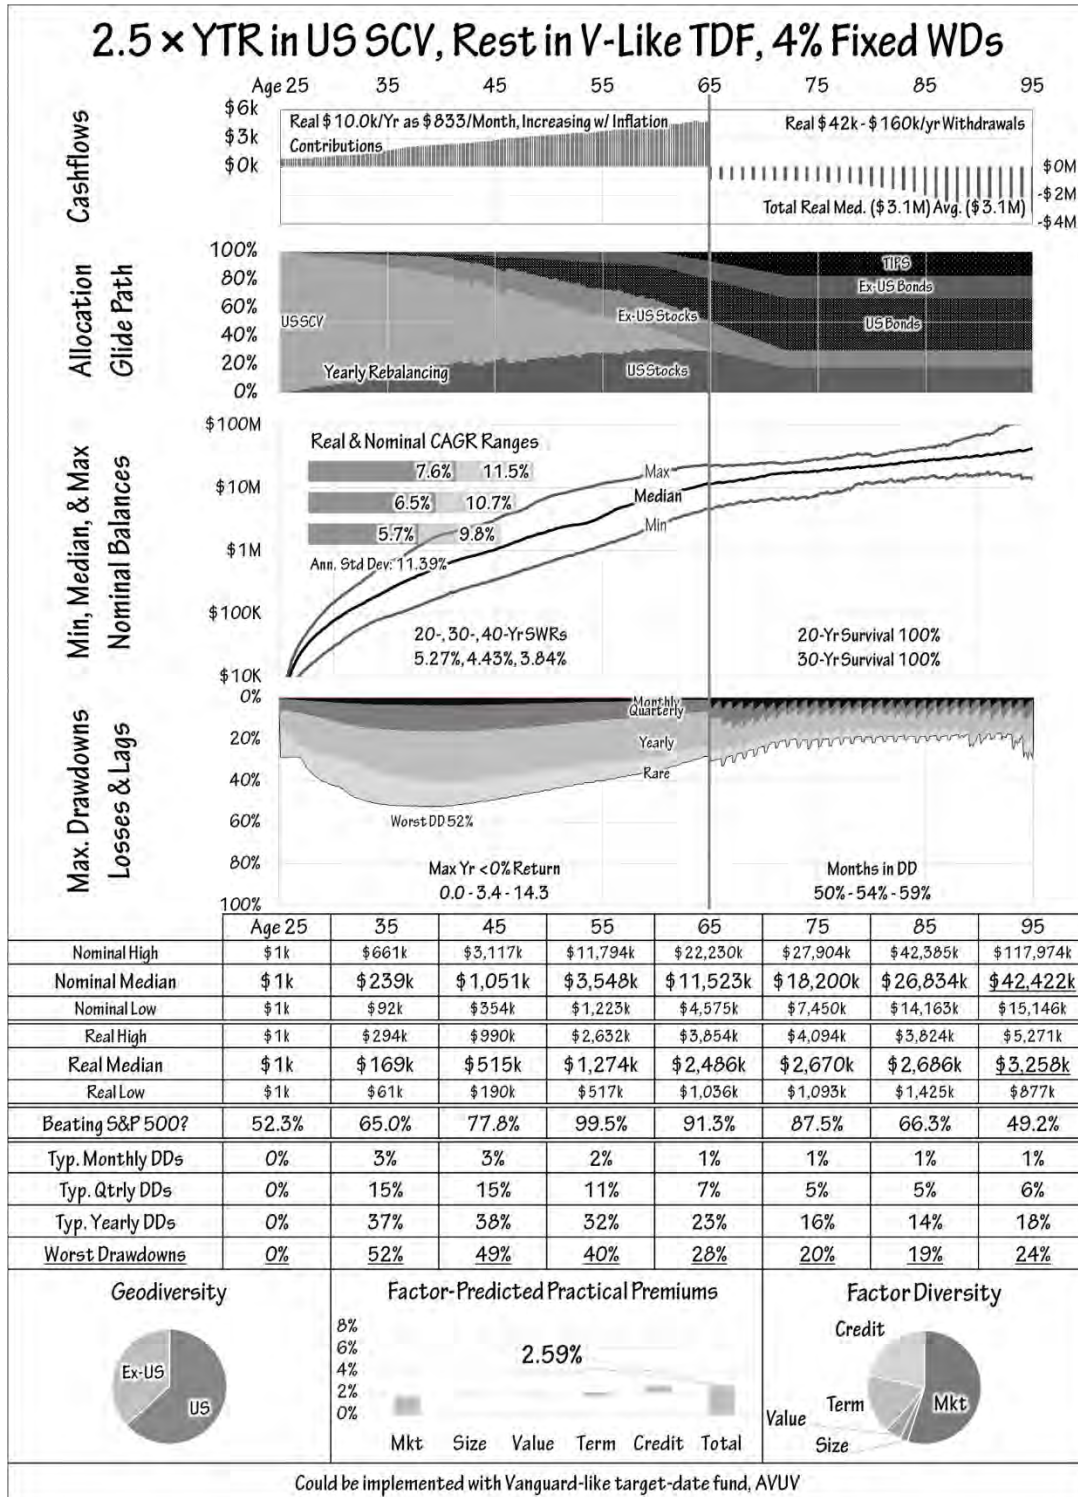 2.5 × YTR in US SCV, Rest in V-Like TDF, 4% Fixed WDs
Age 25 35 45 55 65 75 85 95
Cashflows
$6k
$3k
$0k
Real $10.0k/Yr as $833/Month, Increasing w/ Inflation
Contributions
Real $42k - $160k/yr Withdrawals
Total Real Med. ($3.1M) Avg. ($3.1M)
$0M
-$2M
-$4M
Allocation
Glide Path
100%
80%
60%
40%
20%
0%
US SCV
Yearly Rebalancing
Ex-US Stocks
US Stocks
TIPS
Ex-US Bonds
US Bonds
Min, Median, & Max
Nominal Balances
$100M
$10M
$1M
$100K
$10K
Real & Nominal CAGR Ranges
7.6% 11.5%
6.5% 10.7%
5.7% 9.8%
Ann. Std Dev: 11.39%
Max
Median
Min
20-, 30-, 40-Yr SWRs
5.27%, 4.43%, 3.84%
20-Yr Survival 100%
30-Yr Survival 100%
Max. Drawdowns
Losses & Lags
0%
20%
40%
60%
80%
100%
Monthly
Quarterly
Yearly
Rare
Worst DD 52%
Max Yr <0% Return
0.0 - 3.4 - 14.3
Months in DD
50% - 54% - 59%
Age 25 35 45 55 65 75 85 95
Nominal High $1k $661k $3,117k $11,794k $22,230k $27,904k $42,385k $117,974k
Nominal Median $1k $239k $1,051k $3,548k $11,523k $18,200k $26,834k $42,422k
Nominal Low $1k $92k $354k $1,223k $4,575k $7,450k $14,163k $15,146k
Real High $1k $294k $990k $2,632k $3,854k $4,094k $3,824k $5,271k
Real Median $1k $169k $515k $1,274k $2,486k $2,670k $2,686k $3,258k
Real Low $1k $61k $190k $517k $1,036k $1,093k $1,425k $877k
Beating S&P 500? 52.3% 65.0% 77.8% 99.5% 91.3% 87.5% 66.3% 49.2%
Typ. Monthly DDs 0% 3% 3% 2% 1% 1% 1% 1%
Typ. Qtrly DDs 0% 15% 15% 11% 7% 5% 5% 6%
Typ. Yearly DDs 0% 37% 38% 32% 23% 16% 14% 18%
Worst Drawdowns 0% 52% 49% 40% 28% 20% 19% 24%
Geodiversity
Ex-US
US
Factor-Predicted Practical Premiums
8%
6%
4%
2%
0%
2.59%
Mkt Size Value Term Credit Total
Factor Diversity
Credit
Term
Value
Size
Mkt
Could be implemented with Vanguard-like target-date fund, AVUV